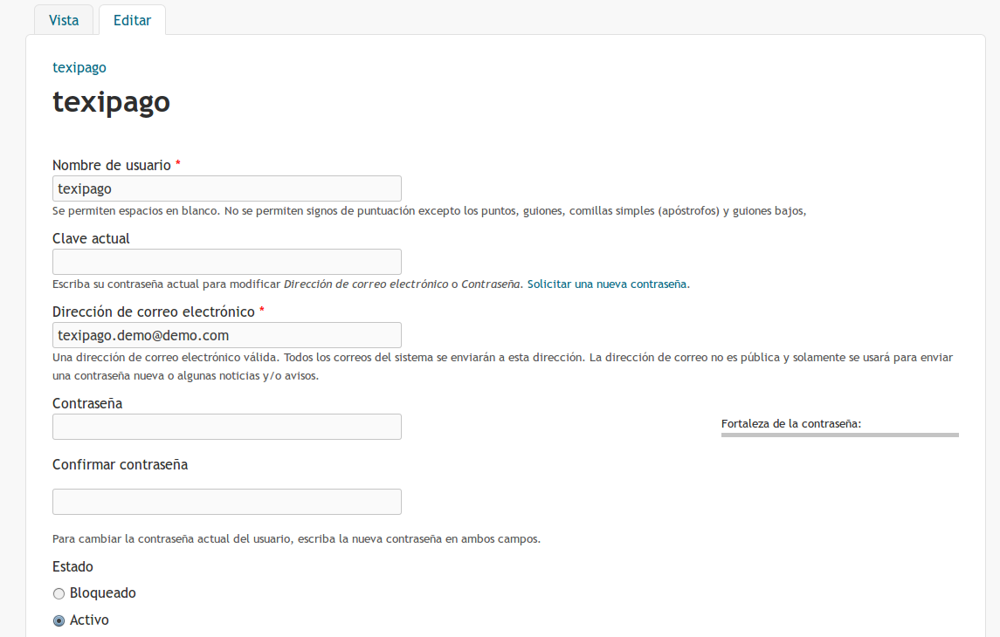 Vista
Editar
texipago
texipago
Nombre de usuario *
texipago
Se permiten espacios en blanco. No se permiten signos de puntuación excepto los puntos, guiones, comillas simples (apóstrofos) y guiones bajos,
Clave actual
Escriba su contraseña actual para modificar Dirección de correo electrónico o Contraseña. Solicitar una nueva contraseña.
Dirección de correo electrónico *
texipago.demo@demo.com
Una dirección de correo electrónico válida. Todos los correos del sistema se enviarán a esta dirección. La dirección de correo no es pública y solamente se usará para enviar
una contraseña nueva o algunas noticias y/o avisos.
Contraseña
Fortaleza de la contraseña:
Confirmar contraseña
Para cambiar la contraseña actual del usuario, escriba la nueva contraseña en ambos campos.
Estado
Bloqueado
Activo